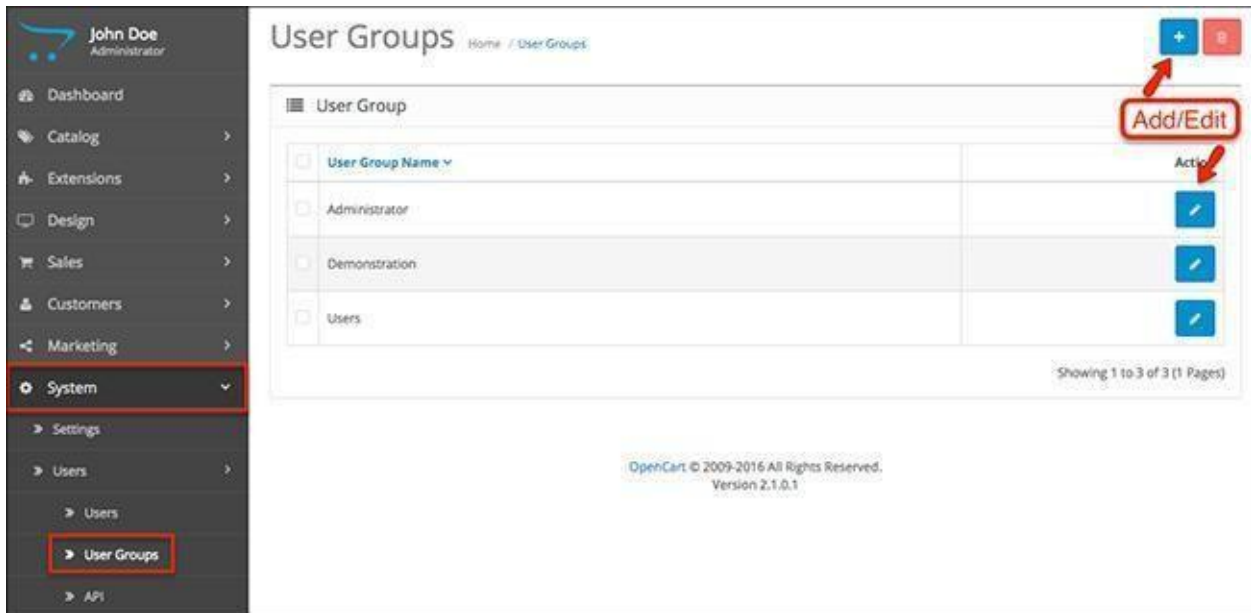 John Doe
Administrator
Dashboard
Catalog
Extensions
Design
Sales
Customers
Marketing
System
Settings
Users
Users
User Groups
API
User Groups Home / User Groups
Add/Edit
User Group
User Group Name Action
Administrator
Demonstration
Users
Showing 1 to 3 of 3 (1 Pages)
OpenCart © 2009-2016 All Rights Reserved.
Version 2.1.0.1